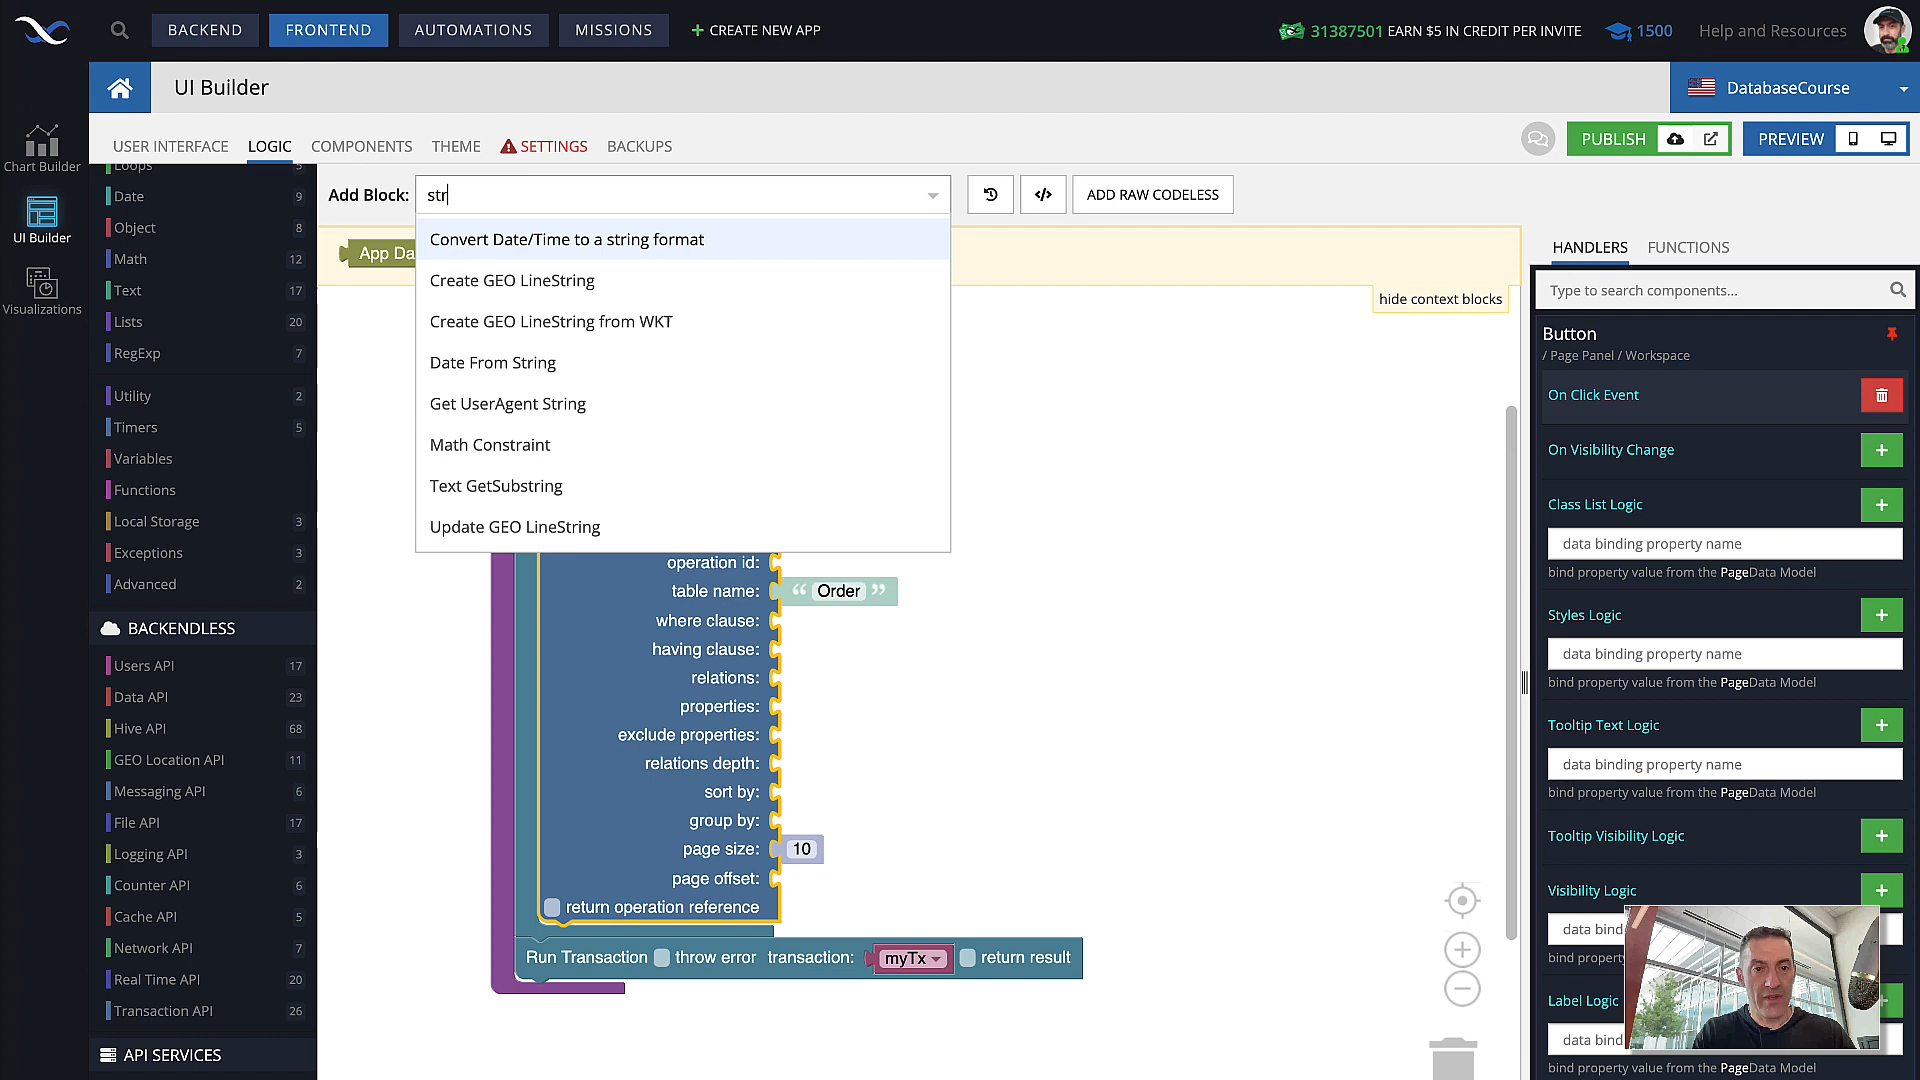 BACKEND
FRONTEND
AUTOMATIONS
MISSIONS
+ CREATE NEW APP
31387501 EARN $5 IN CREDIT PER INVITE
1500
Help and Resources
UI Builder
DatabaseCourse
USER INTERFACE
LOGIC
COMPONENTS
THEME
SETTINGS
BACKUPS
PUBLISH
PREVIEW
Chart Builder
UI Builder
Visualizations
Loops 5
Date 9
Object 8
Math 12
Text 17
Lists 20
RegExp 7
Utility 2
Timers 5
Variables
Functions
Local Storage 3
Exceptions 3
Advanced 2
BACKENDLESS
Users API 17
Data API 23
Hive API 68
GEO Location API 11
Messaging API 6
File API 17
Logging API 3
Counter API 6
Cache API 5
Network API 7
Real Time API 20
Transaction API 26
API SERVICES
Add Block: str
ADD RAW CODELESS
App Da
Convert Date/Time to a string format
Create GEO LineString
Create GEO LineString from WKT
Date From String
Get UserAgent String
Math Constraint
Text GetSubstring
Update GEO LineString
hide context blocks
operation id:
table name: “ Order ”
where clause:
having clause:
relations:
properties:
exclude properties:
relations depth:
sort by:
group by:
page size: 10
page offset:
return operation reference
Run Transaction throw error transaction: myTx return result
HANDLERS
FUNCTIONS
Type to search components...
Button
/ Page Panel / Workspace
On Click Event
On Visibility Change
Class List Logic
data binding property name
bind property value from the PageData Model
Styles Logic
data binding property name
bind property value from the PageData Model
Tooltip Text Logic
data binding property name
bind property value from the PageData Model
Tooltip Visibility Logic
Visibility Logic
data bind
bind prop
Label Logic
data bind
bind property value from the PageData Model